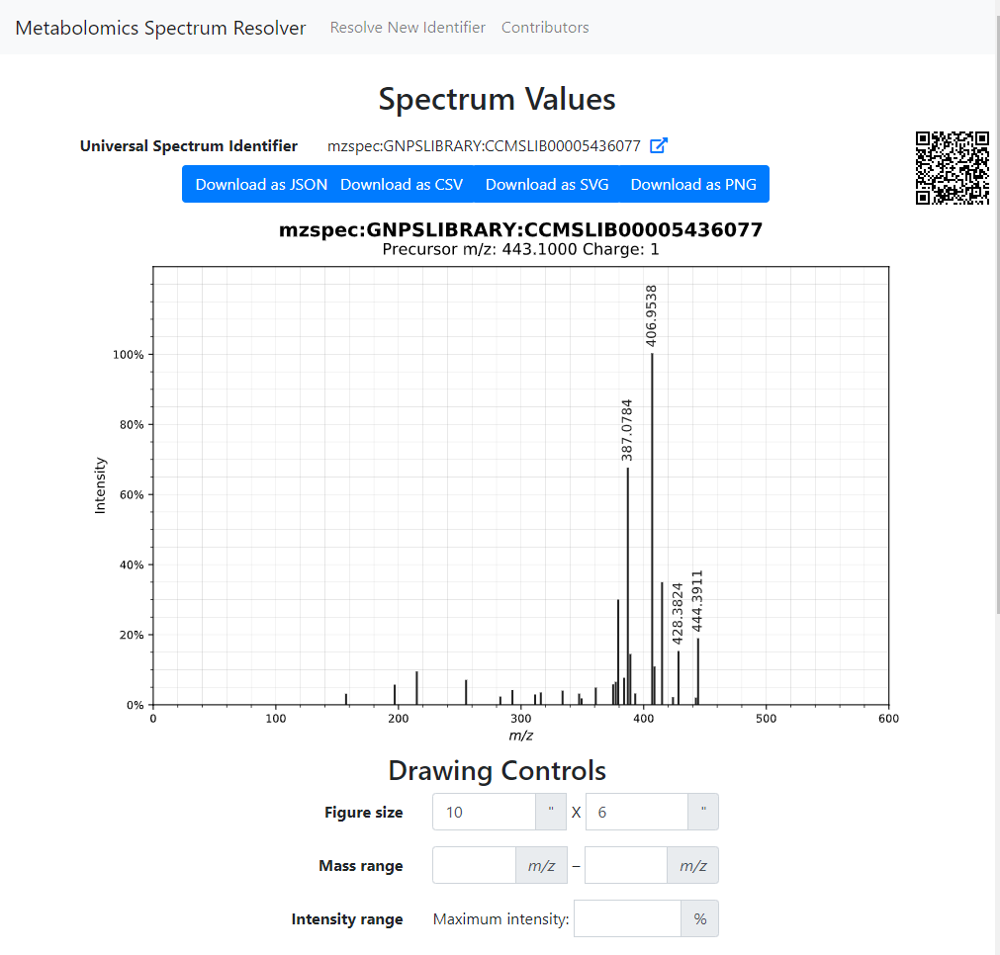 Metabolomics Spectrum Resolver Resolve New Identifier Contributors
Spectrum Values
Universal Spectrum Identifier mzspec:GNPSLIBRARY:CCMSLIB00005436077
Download as JSON Download as CSV Download as SVG Download as PNG
mzspec:GNPSLIBRARY:CCMSLIB00005436077
Precursor m/z: 443.1000 Charge: 1
406.9538
387.0784
428.3824
444.3911
100%
80%
60%
40%
20%
0%
Intensity
0 100 200 300 400 500 600
m/z
Drawing Controls
Figure size 10 " X 6 "
Mass range m/z – m/z
Intensity range Maximum intensity: %